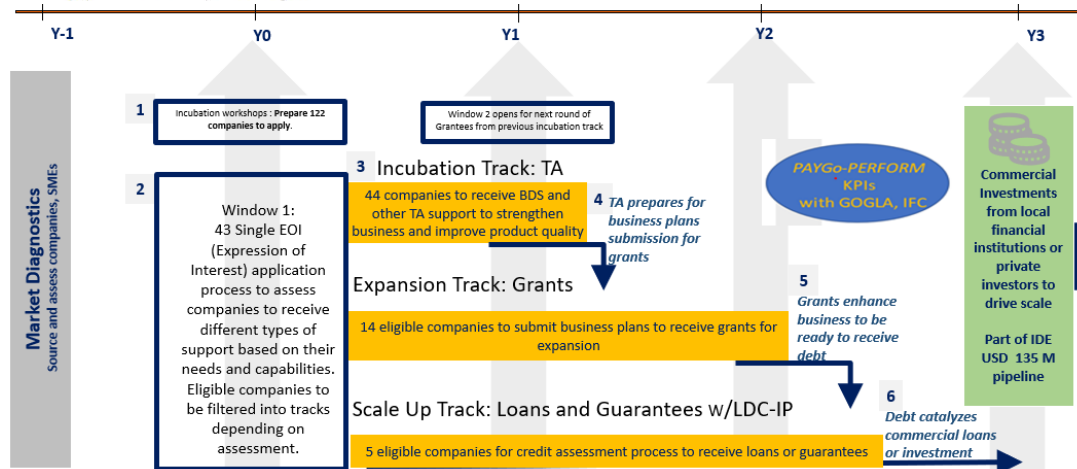 Y-1
Y0
Y1
Y2
Y3
Market Diagnostics
Source and assess companies, SMEs
1
Incubation workshops : Prepare 122
companies to apply.
Window 2 opens for next round of
Grantees from previous incubation track
2
Window 1:
43 Single EOI
(Expression of
Interest) application
process to assess
companies to receive
different types of
support based on their
needs and capabilities.
Eligible companies to
be filtered into tracks
depending on
assessment.
3
Incubation Track: TA
44 companies to receive BDS and
other TA support to strengthen
business and improve product quality
4
TA prepares for
business plans
submission for
grants
PAYGo-PERFORM
KPIs
with GOGLA, IFC
Expansion Track: Grants
14 eligible companies to submit business plans to receive grants for
expansion
5
Grants enhance
business to be
ready to receive
debt
Scale Up Track: Loans and Guarantees w/LDC-IP
5 eligible companies for credit assessment process to receive loans or guarantees
6
Debt catalyzes
commercial loans
or investment
Commercial
Investments
from local
financial
institutions or
private
investors to
drive scale
Part of IDE
USD 135 M
pipeline